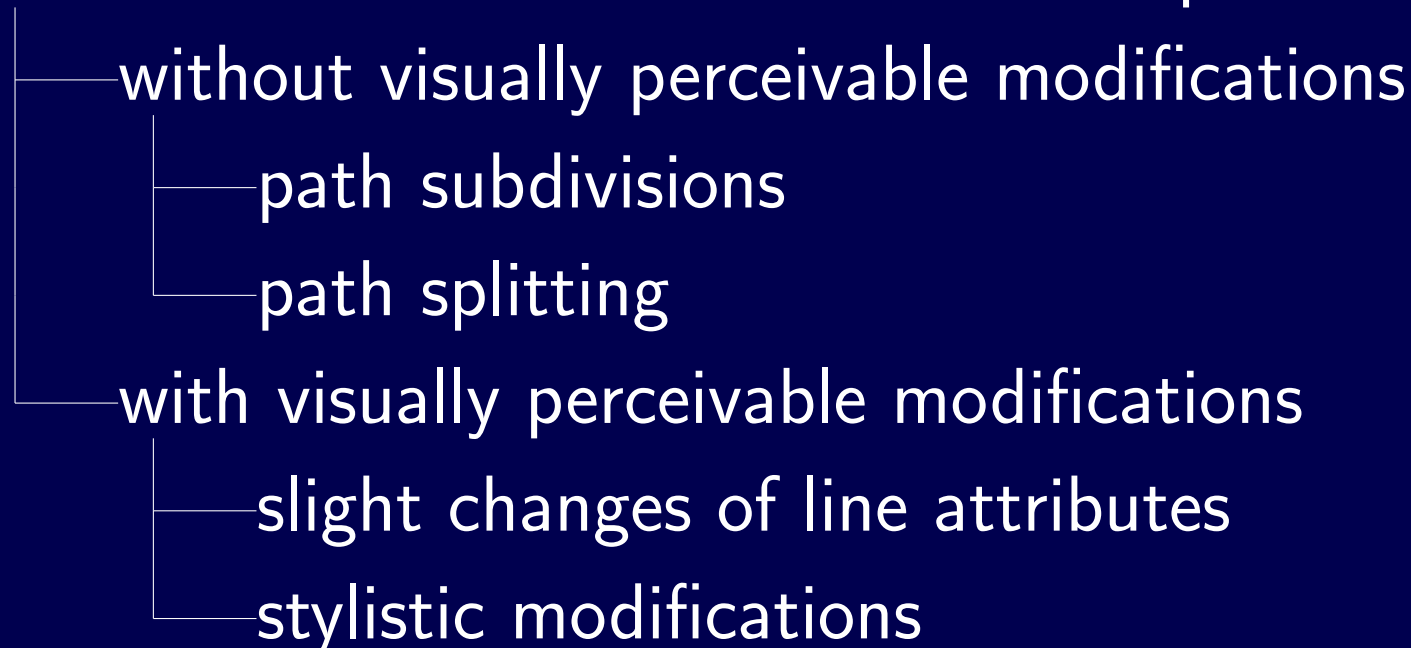 without visually perceivable modifications
path subdivisions
path splitting
with visually perceivable modifications
slight changes of line attributes
stylistic modifications